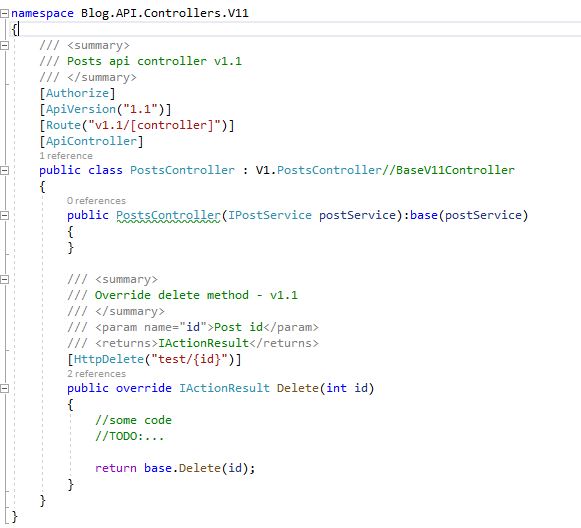 namespace Blog.API.Controllers.V11
{
/// <summary>
/// Posts api controller v1.1
/// </summary>
[Authorize]
[ApiVersion("1.1")]
[Route("v1.1/[controller]")]
[ApiController]
1 reference
public class PostsController : V1.PostsController//BaseV11Controller
{
0 references
public PostsController(IPostService postService):base(postService)
{
}
/// <summary>
/// Override delete method - v1.1
/// </summary>
/// <param name="id">Post id</param>
/// <returns>IActionResult</returns>
[HttpDelete("test/{id}")]
2 references
public override IActionResult Delete(int id)
{
//some code
//TODO:...
return base.Delete(id);
}
}
}